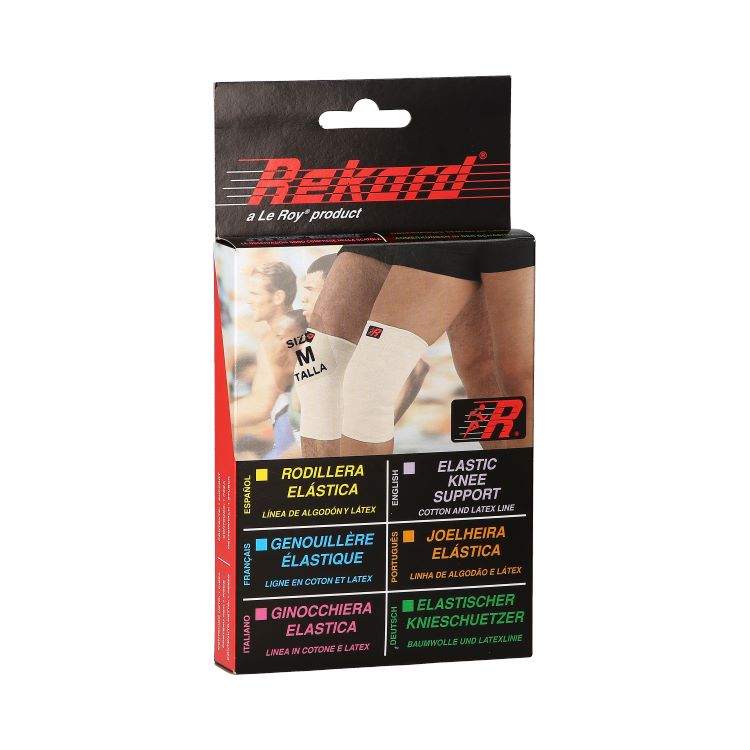 Rekord®
a Le Roy® product
SIZE
M
TALLA
R®
ESPAÑOL
RODILLERA
ELÁSTICA
LÍNEA DE ALGODÓN Y LÁTEX
ENGLISH
ELASTIC
KNEE
SUPPORT
COTTON AND LATEX LINE
FRANÇAIS
GENOUILLÈRE
ÉLASTIQUE
LIGNE EN COTON ET LATEX
PORTUGUÊS
JOELHEIRA
ELÁSTICA
LINHA DE ALGODÃO E LÁTEX
ITALIANO
GINOCCHIERA
ELASTICA
LINEA IN COTONE E LATEX
DEUTSCH
ELASTISCHER
KNIESCHUETZER
BAUMWOLLE UND LATEXLINIE